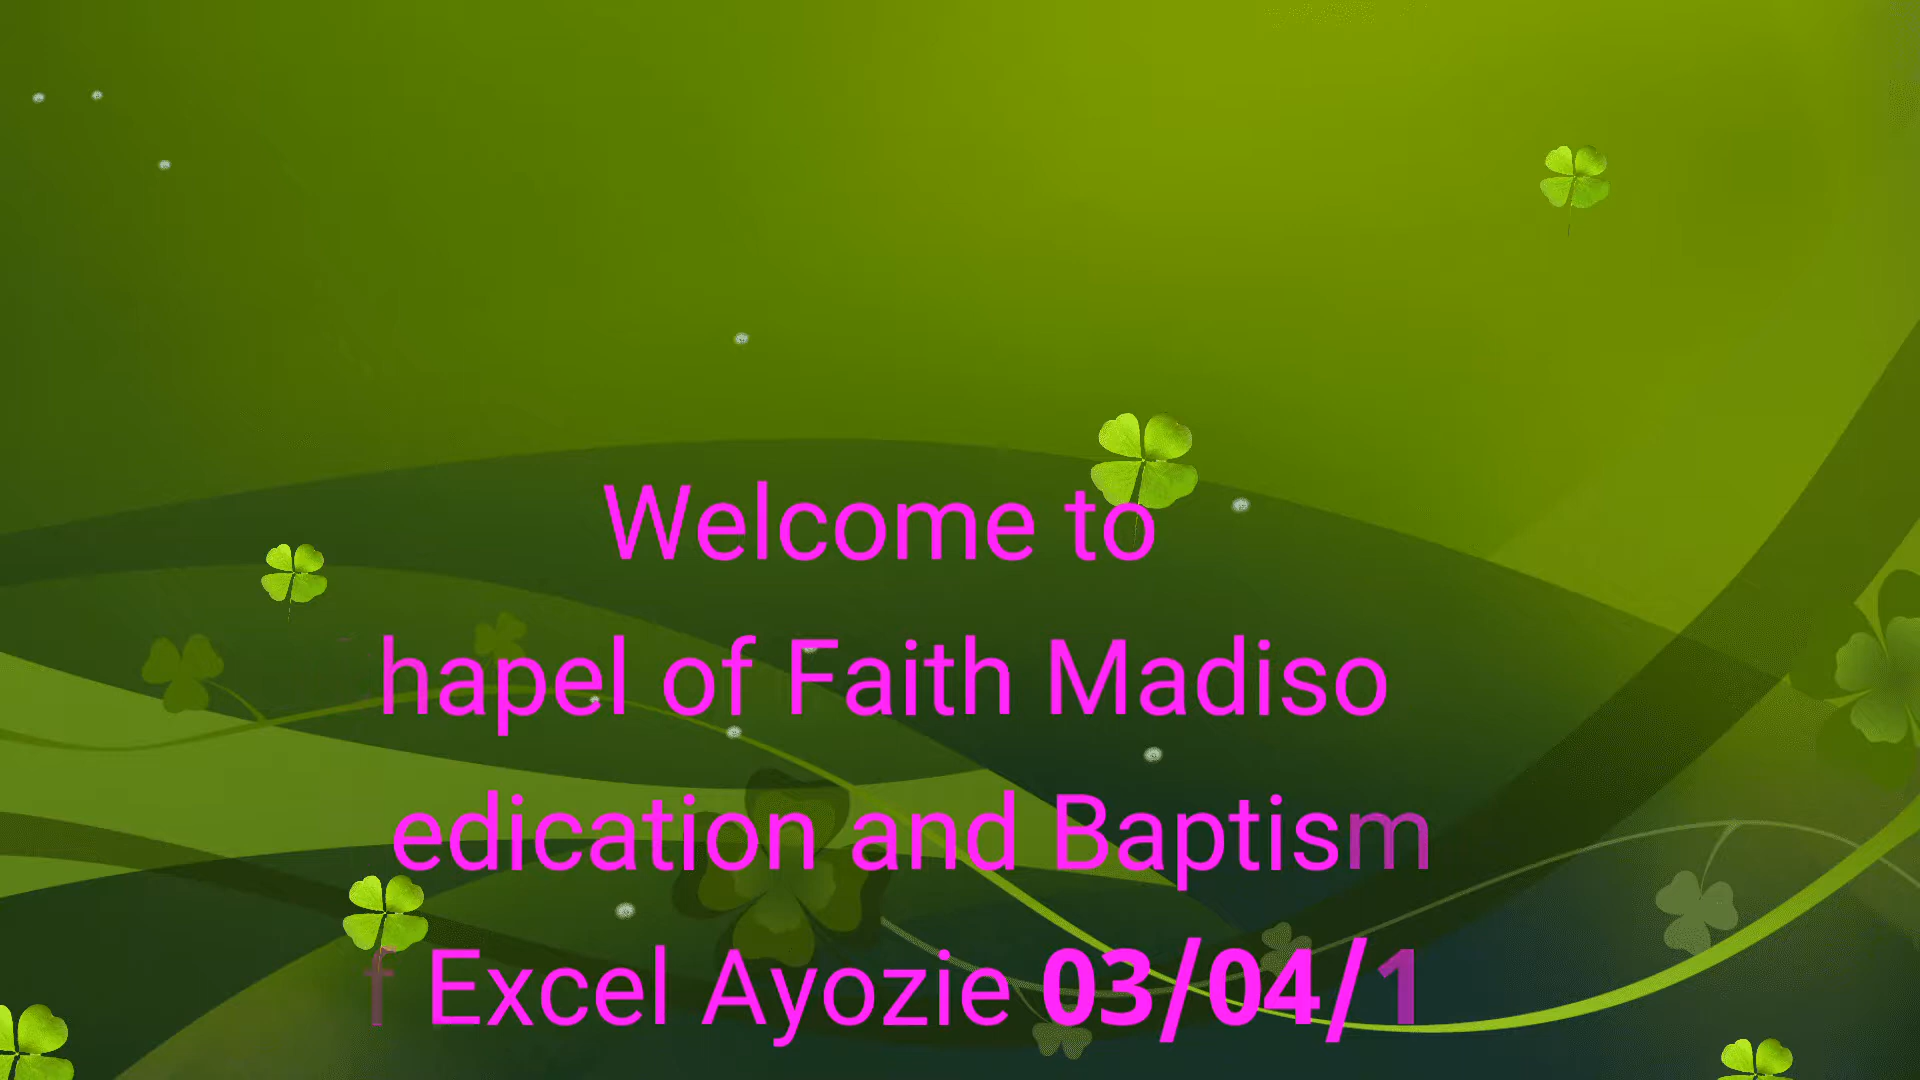 Welcome to
hapel of Faith Madiso
edication and Baptism
f Excel Ayozie 03/04/1